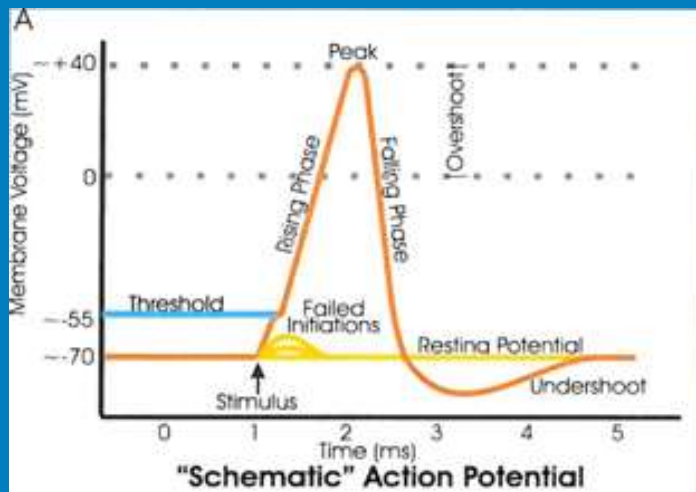 A
~+40
Peak
Membrane Voltage (mV)
Rising Phase
Falling Phase
Overshoot
0
Threshold
Failed
Initiations
~-55
~-70
Resting Potential
Stimulus
Undershoot
0 1 2 3 4 5
Time (ms)
"Schematic" Action Potential